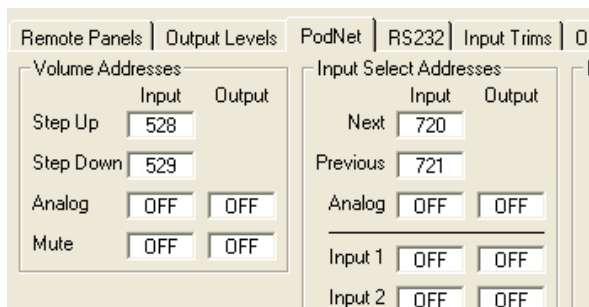 Remote Panels Output Levels PodNet RS232 Input Trims O
Volume Addresses
Input Output
Step Up 528
Step Down 529
Analog OFF OFF
Mute OFF OFF
Input Select Addresses
Input Output
Next 720
Previous 721
Analog OFF OFF
Input 1 OFF OFF
Input 2 OFF OFF